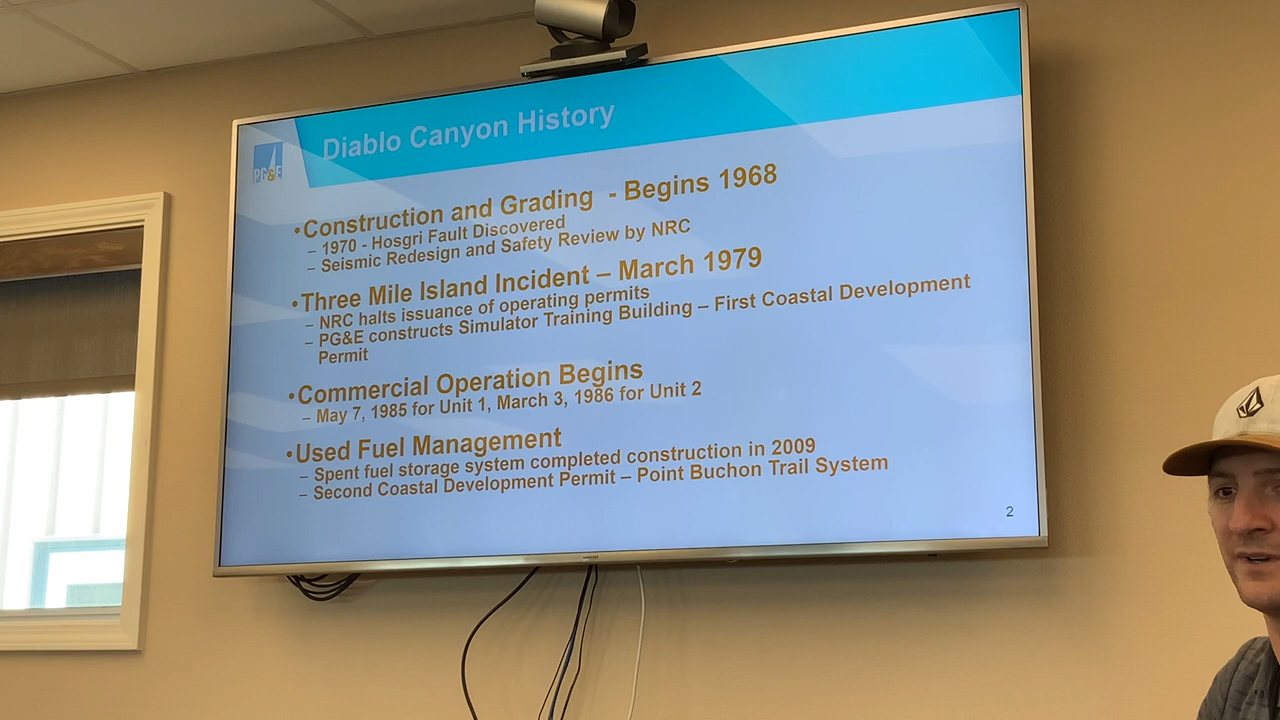 Diablo Canyon History
PG&E
•Construction and Grading - Begins 1968
– 1970 - Hosgri Fault Discovered
– Seismic Redesign and Safety Review by NRC
•Three Mile Island Incident – March 1979
– NRC halts issuance of operating permits
– PG&E constructs Simulator Training Building – First Coastal Development
Permit
•Commercial Operation Begins
– May 7, 1985 for Unit 1, March 3, 1986 for Unit 2
•Used Fuel Management
– Spent fuel storage system completed construction in 2009
– Second Coastal Development Permit – Point Buchon Trail System
2